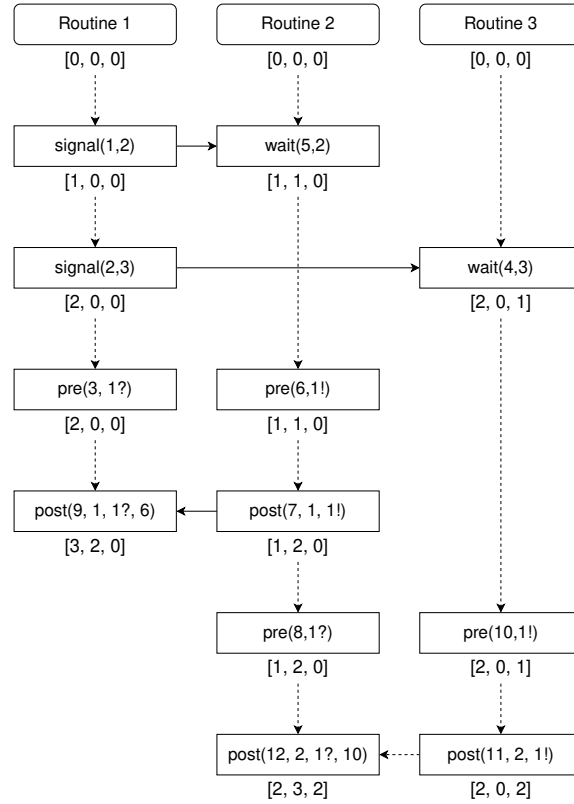 Routine 1 Routine 2 Routine 3
[0, 0, 0] [0, 0, 0] [0, 0, 0]
signal(1,2) wait(5,2)
[1, 0, 0] [1, 1, 0]
signal(2,3) wait(4,3)
[2, 0, 0] [2, 0, 1]
pre(3, 1?) pre(6,1!)
[2, 0, 0] [1, 1, 0]
post(9, 1, 1?, 6) post(7, 1, 1!)
[3, 2, 0] [1, 2, 0]
pre(8,1?) pre(10,1!)
[1, 2, 0] [2, 0, 1]
post(12, 2, 1?, 10) post(11, 2, 1!)
[2, 3, 2] [2, 0, 2]